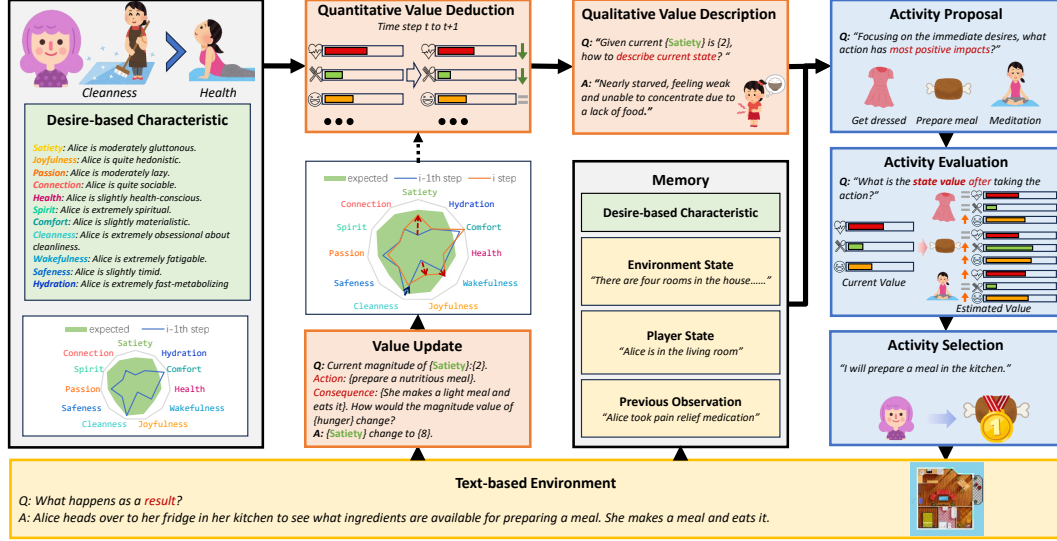 Cleanness
Health
Desire-based Characteristic
Satiety: Alice is moderately gluttonous.
Joyfulness: Alice is quite hedonistic.
Passion: Alice is moderately lazy.
Connection: Alice is quite sociable.
Health: Alice is slightly health-conscious.
Spirit: Alice is extremely spiritual.
Comfort: Alice is slightly materialistic.
Cleanness: Alice is extremely obsessional about
cleanliness.
Wakefulness: Alice is extremely fatigable.
Safeness: Alice is slightly timid.
Hydration: Alice is extremely fast-metabolizing
expected
i-1th step
Satiety
Connection
Hydration
Spirit
Comfort
Passion
Health
Safeness
Wakefulness
Cleanness
Joyfulness
Quantitative Value Deduction
Time step t to t+1
expected
i-1th step
i step
Satiety
Connection
Hydration
Spirit
Comfort
Passion
Health
Safeness
Wakefulness
Cleanness
Joyfulness
Value Update
Q: Current magnitude of {Satiety}:{2}.
Action: {prepare a nutritious meal}.
Consequence: {She makes a light meal and
eats it}. How would the magnitude value of
{hunger} change?
A: {Satiety} change to {8}.
Qualitative Value Description
Q: “Given current {Satiety} is {2},
how to describe current state? “
A: “Nearly starved, feeling weak
and unable to concentrate due to
a lack of food.”
Memory
Desire-based Characteristic
Environment State
“There are four rooms in the house……”
Player State
“Alice is in the living room”
Previous Observation
“Alice took pain relief medication”
Activity Proposal
Q: “Focusing on the immediate desires, what
action has most positive impacts?”
Get dressed
Prepare meal
Meditation
Activity Evaluation
Q: “What is the state value after taking the
action?”
Current Value
Estimated Value
Activity Selection
“I will prepare a meal in the kitchen.”
1
Text-based Environment
Q: What happens as a result?
A: Alice heads over to her fridge in her kitchen to see what ingredients are available for preparing a meal. She makes a meal and eats it.